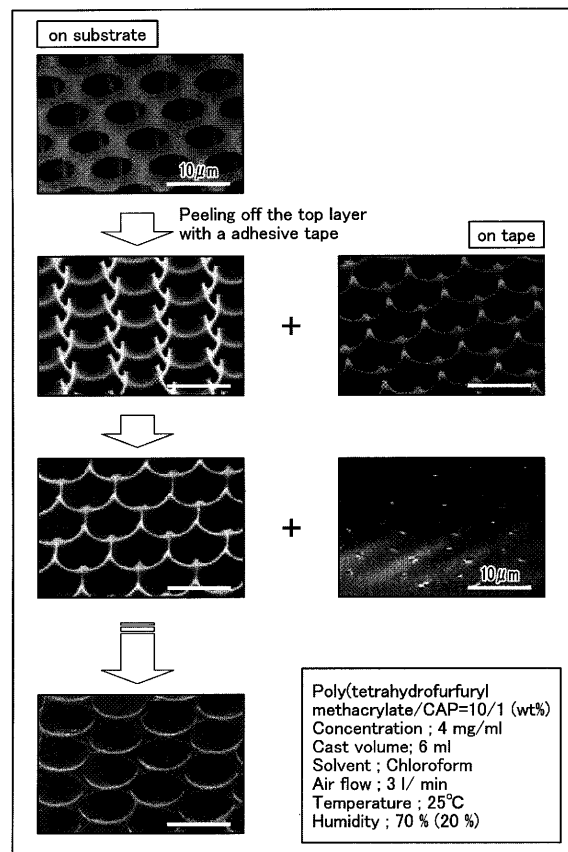 on substrate
10μm
Peeling off the top layer
with a adhesive tape
on tape
+
+
10μm
Poly(tetrahydrofurfuryl
methacrylate/CAP=10/1 (wt%)
Concentration ; 4 mg/ml
Cast volume; 6 ml
Solvent ; Chloroform
Air flow ; 3 l/ min
Temperature ; 25℃
Humidity ; 70 % (20 %)